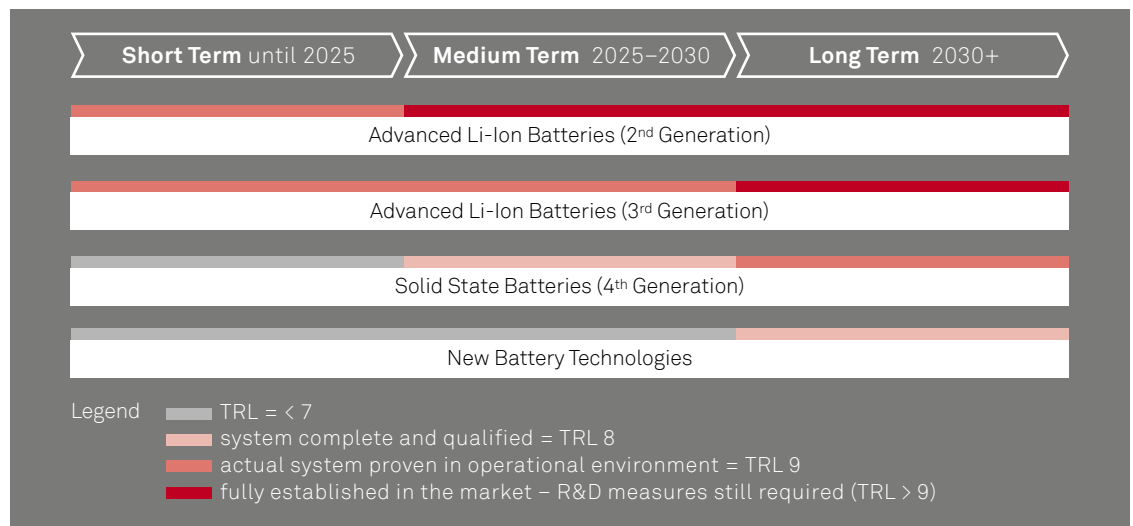 Short Term until 2025
Medium Term 2025–2030
Long Term 2030+
Advanced Li-Ion Batteries (2nd Generation)
Advanced Li-Ion Batteries (3rd Generation)
Solid State Batteries (4th Generation)
New Battery Technologies
Legend
TRL = < 7
system complete and qualified = TRL 8
actual system proven in operational environment = TRL 9
fully established in the market – R&D measures still required (TRL > 9)